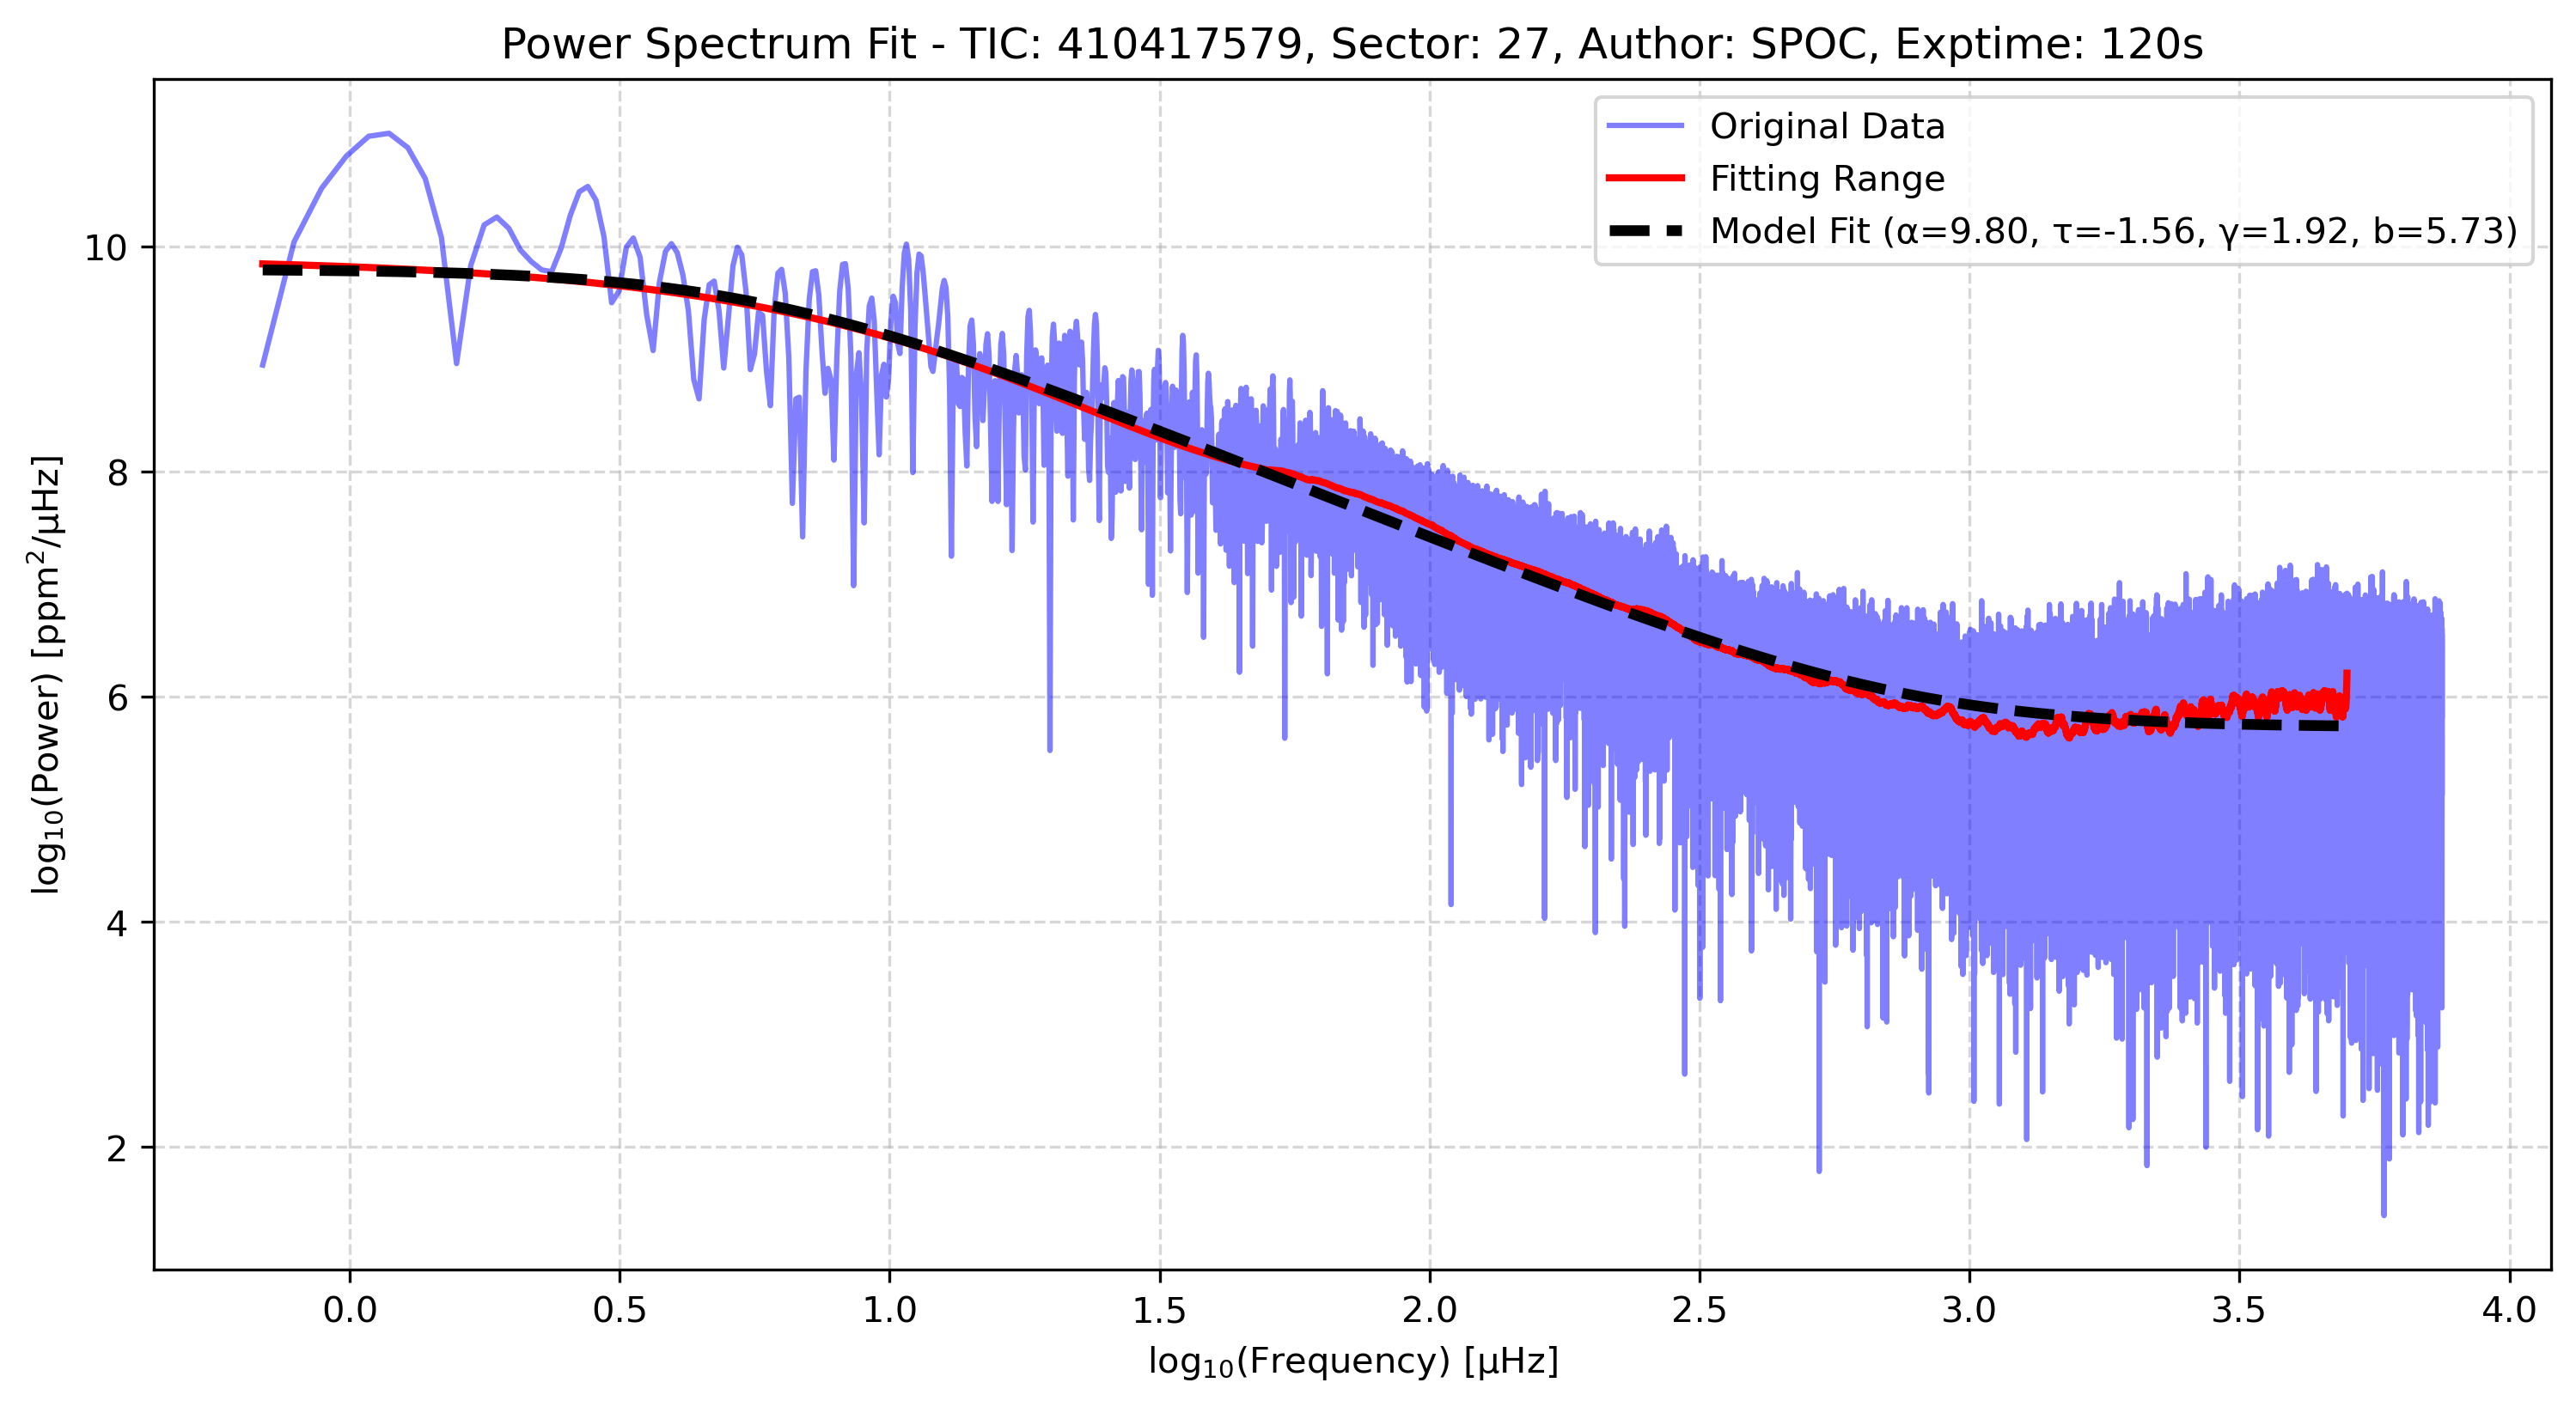 Power Spectrum Fit - TIC: 410417579, Sector: 27, Author: SPOC, Exptime: 120s
Original Data
Fitting Range
Model Fit (α=9.80, τ=-1.56, γ=1.92, b=5.73)
log₁₀(Power) [ppm²/μHz]
10
8
6
4
2
0.0 0.5 1.0 1.5 2.0 2.5 3.0 3.5 4.0
log₁₀(Frequency) [μHz]